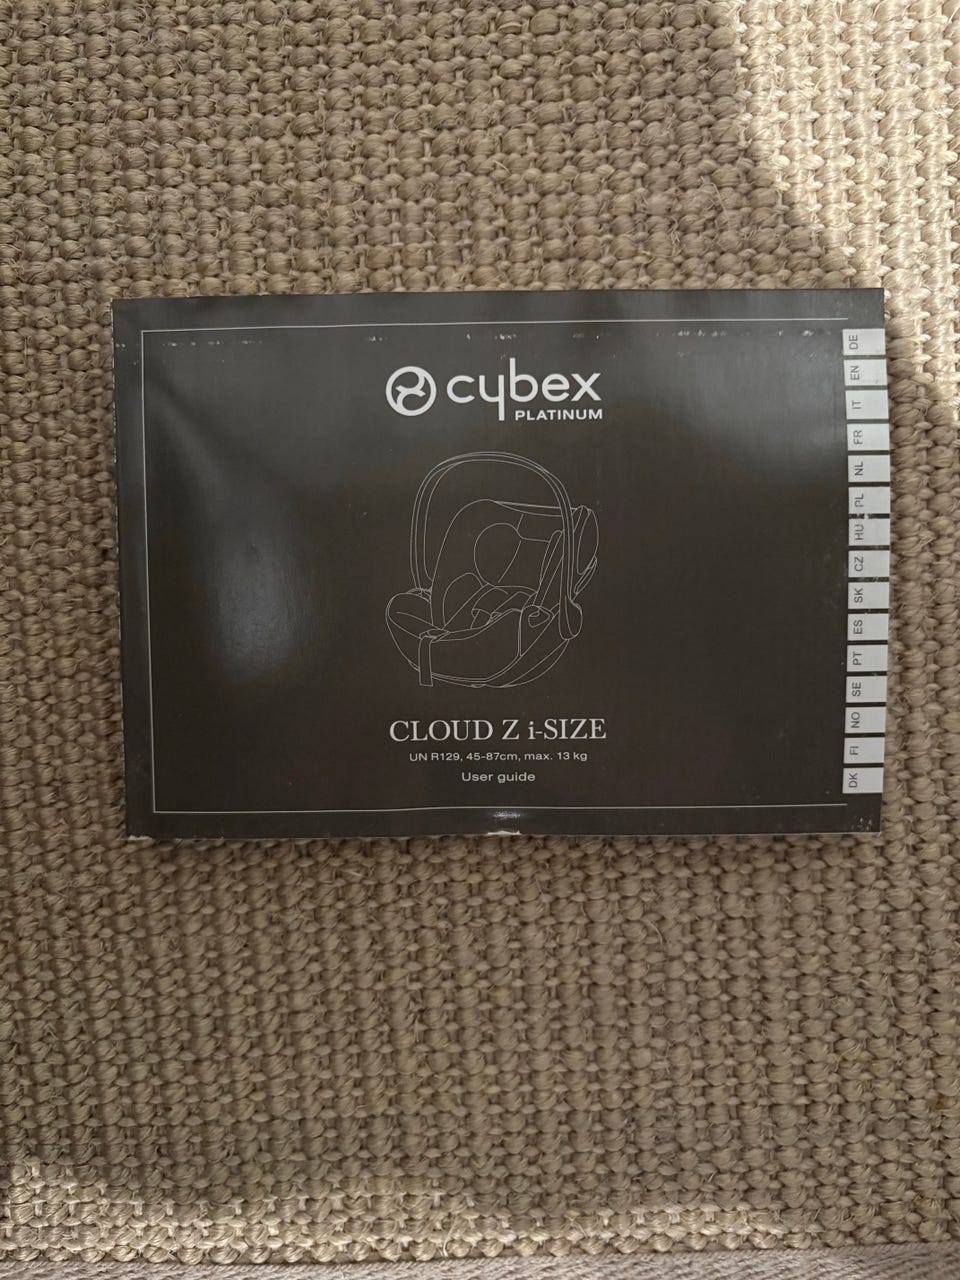 cybex
PLATINUM
CLOUD Z i-SIZE
UN R129, 45-87cm, max. 13 kg
User guide
DE
EN
IT
FR
NL
PL
HU
CZ
SK
ES
PT
SE
NO
FI
DK